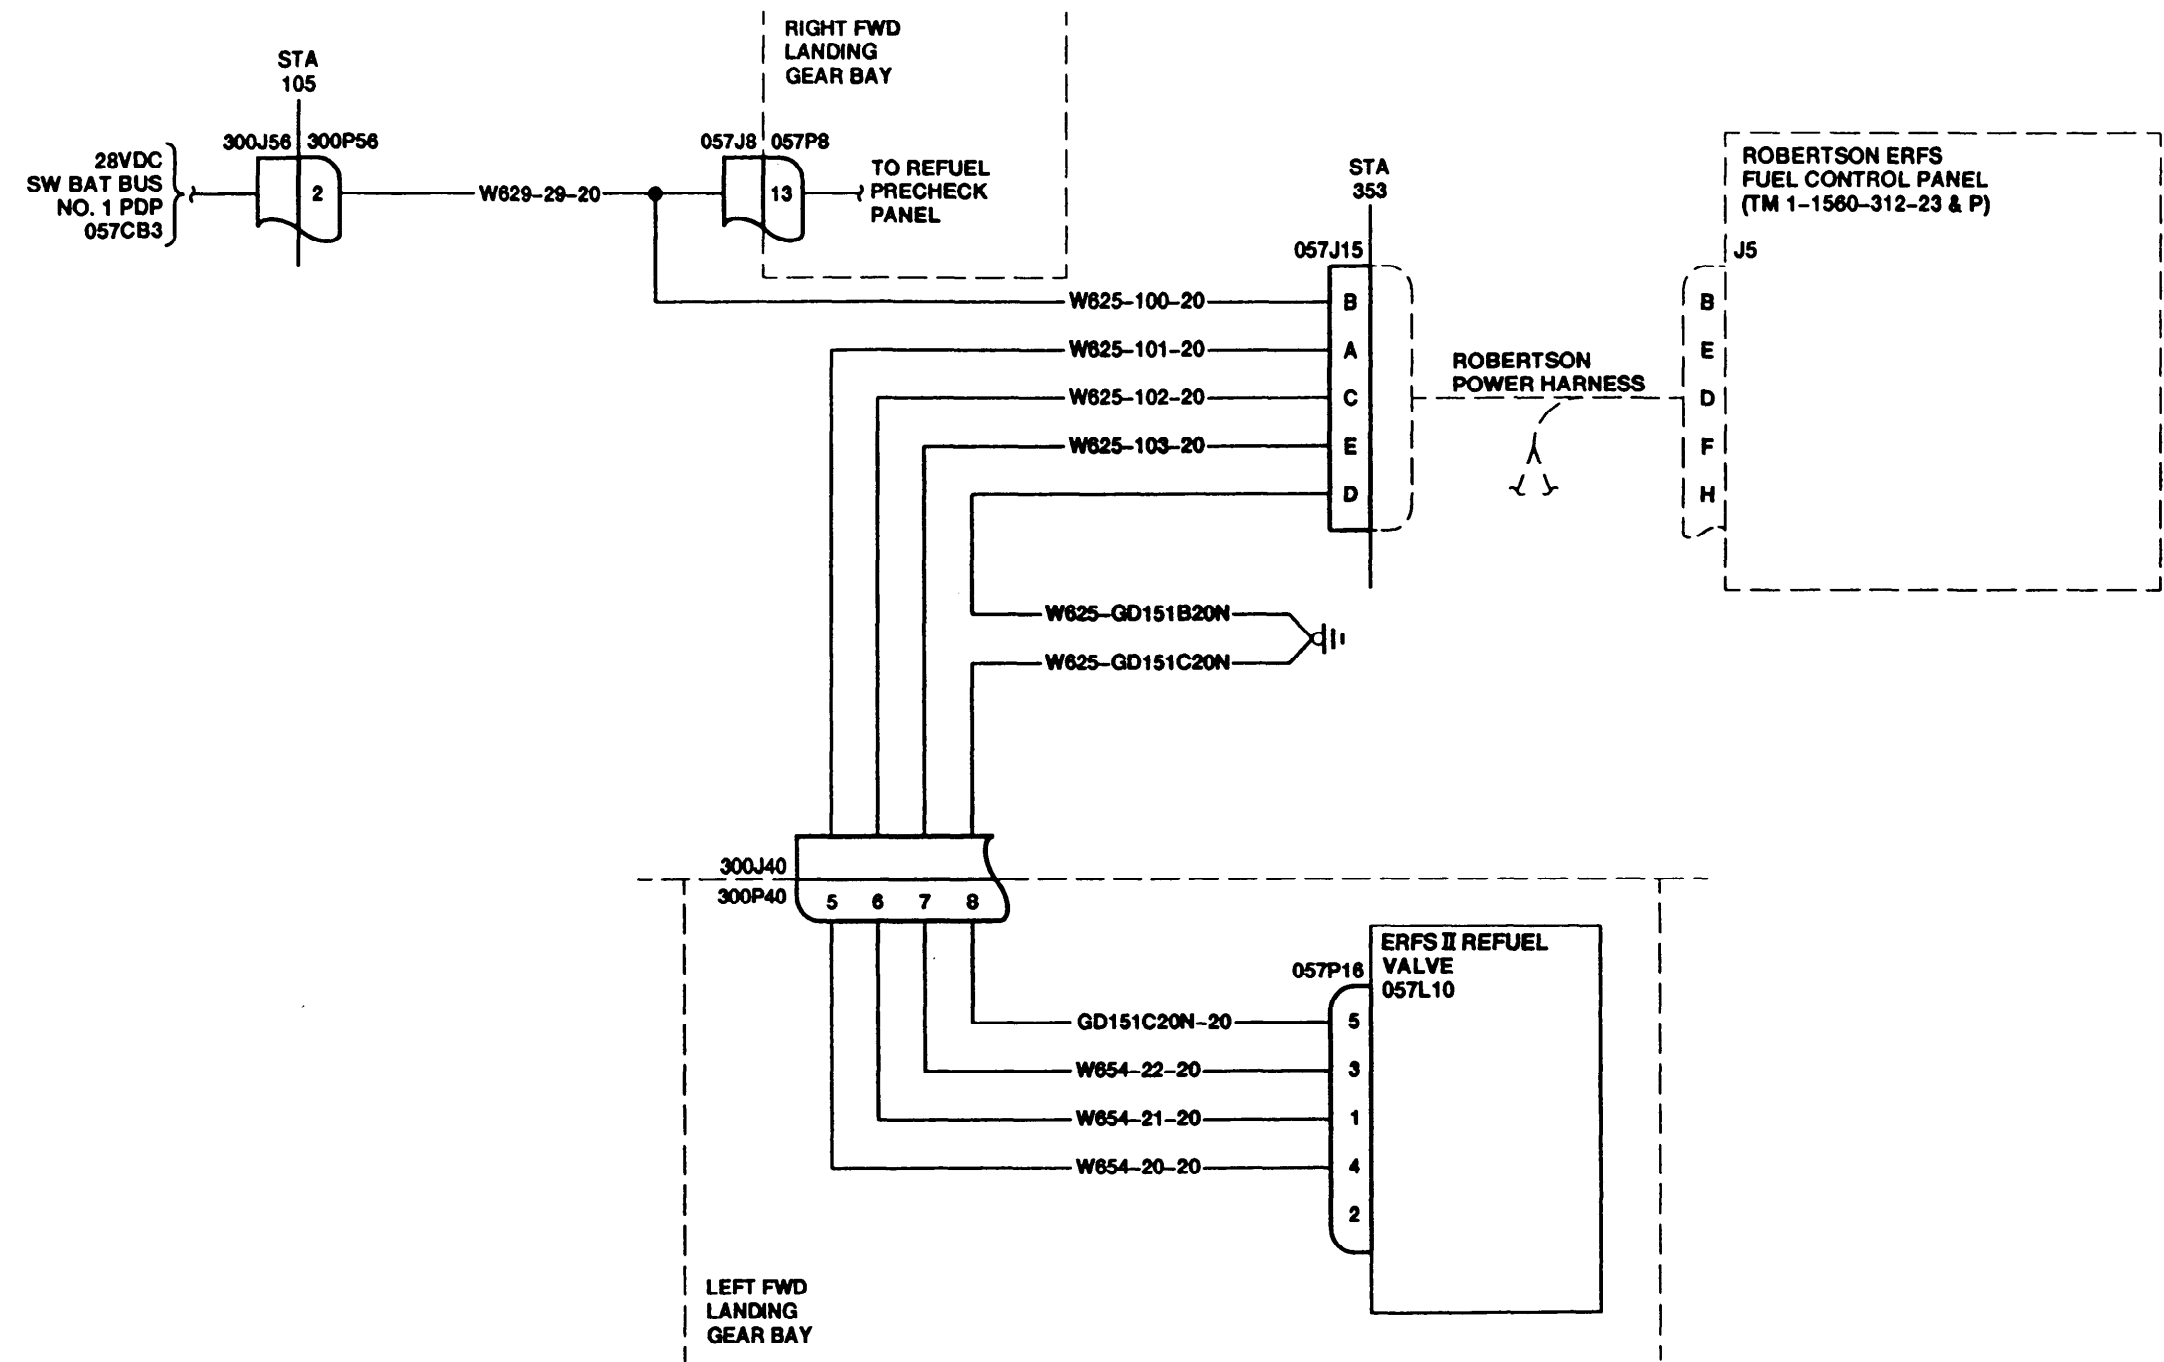 RIGHT FWD
LANDING
GEAR BAY
STA
105
300J56
300P56
28VDC
SW BAT BUS
NO. 1 PDP
057CB3
2
W629-29-20
057J8
057P8
13
TO REFUEL
PRECHECK
PANEL
STA
353
057J15
ROBERTSON ERFS
FUEL CONTROL PANEL
(TM 1-1560-312-23 & P)
J5
W625-100-20
B
B
W625-101-20
A
E
W625-102-20
C
D
W625-103-20
E
F
D
H
ROBERTSON
POWER HARNESS
W625-GD151B20N
W625-GD151C20N
300J40
300P40
5
6
7
8
057P16
ERFS II REFUEL
VALVE
057L10
GD151C20N-20
5
W654-22-20
3
W654-21-20
1
W654-20-20
4
2
LEFT FWD
LANDING
GEAR BAY